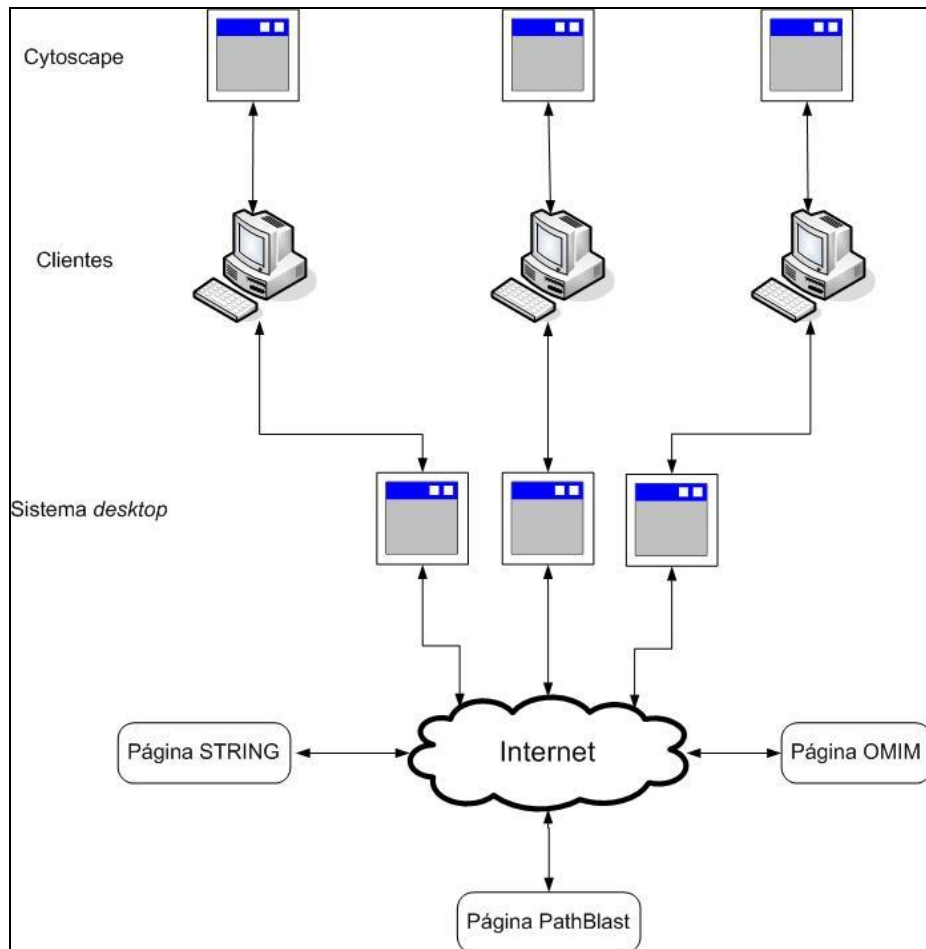 Cytoscape
Clientes
Sistema desktop
Internet
Página STRING
Página OMIM
Página PathBlast